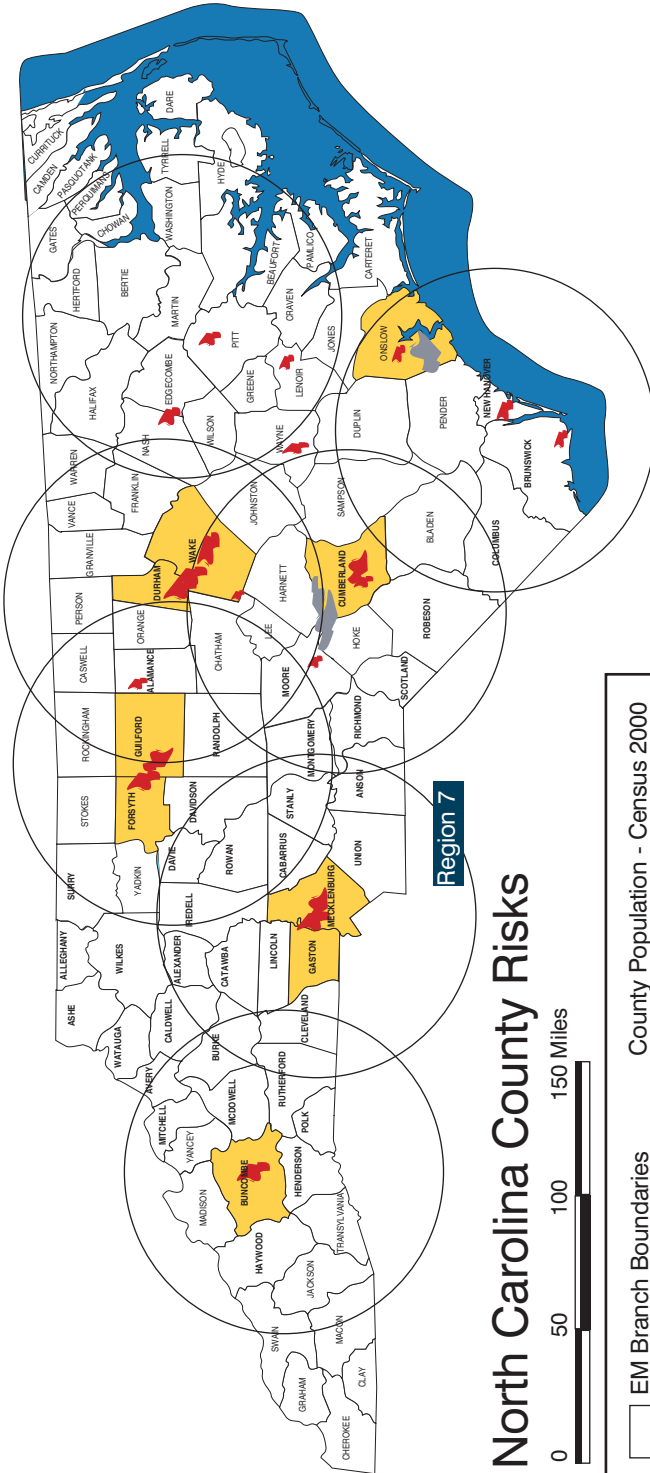 CURRITUCK
CAMDEN
PASQUOTANK
PERQUIMANS
GATES
CHOWAN
HERTFORD
BERTIE
NORTHAMPTON
HALIFAX
WARREN
VANCE
GRANVILLE
PERSON
CASWELL
ROCKINGHAM
STOKES
SURRY
ALLEGHANY
ASHE
DARE
TYRRELL
WASHINGTON
HYDE
MARTIN
EDGECOMBE
NASH
FRANKLIN
WAKE
DURHAM
ORANGE
ALAMANCE
GUILFORD
FORSYTH
YADKIN
WILKES
WATAUGA
AVERY
MITCHELL
YANCEY
MADISON
BEAUFORT
PITT
WILSON
JOHNSTON
CHATHAM
RANDOLPH
DAVIDSON
DAVIE
IREDELL
ALEXANDER
CALDWELL
BURKE
MCDOWELL
BUNCOMBE
HAYWOOD
SWAIN
GRAHAM
CHEROKEE
PAMLICO
CRAVEN
GREENE
LENOIR
WAYNE
HARNETT
LEE
MOORE
MONTGOMERY
STANLY
ROWAN
CABARRUS
CATAWBA
LINCOLN
CLEVELAND
RUTHERFORD
POLK
HENDERSON
TRANSYLVANIA
JACKSON
MACON
CLAY
CARTERET
JONES
ONSLOW
DUPLIN
SAMPSON
CUMBERLAND
HOKE
RICHMOND
SCOTLAND
ANSON
UNION
MECKLENBURG
GASTON
PENDER
NEW HANOVER
BRUNSWICK
COLUMBUS
BLADEN
ROBESON
Region 7
North Carolina County Risks
0 50 100 150 Miles
EM Branch Boundaries
County Population - Census 2000